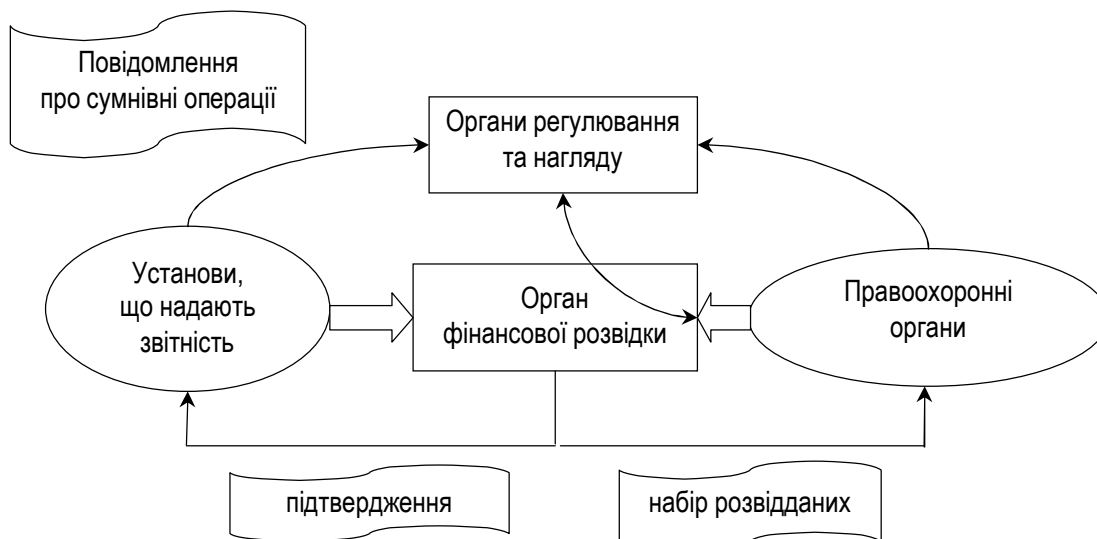 Повідомлення
про сумнівні операції
Органи регулювання
та нагляду
Установи,
що надають
звітність
Орган
фінансової розвідки
Правоохоронні
органи
підтвердження
набір розвідданих